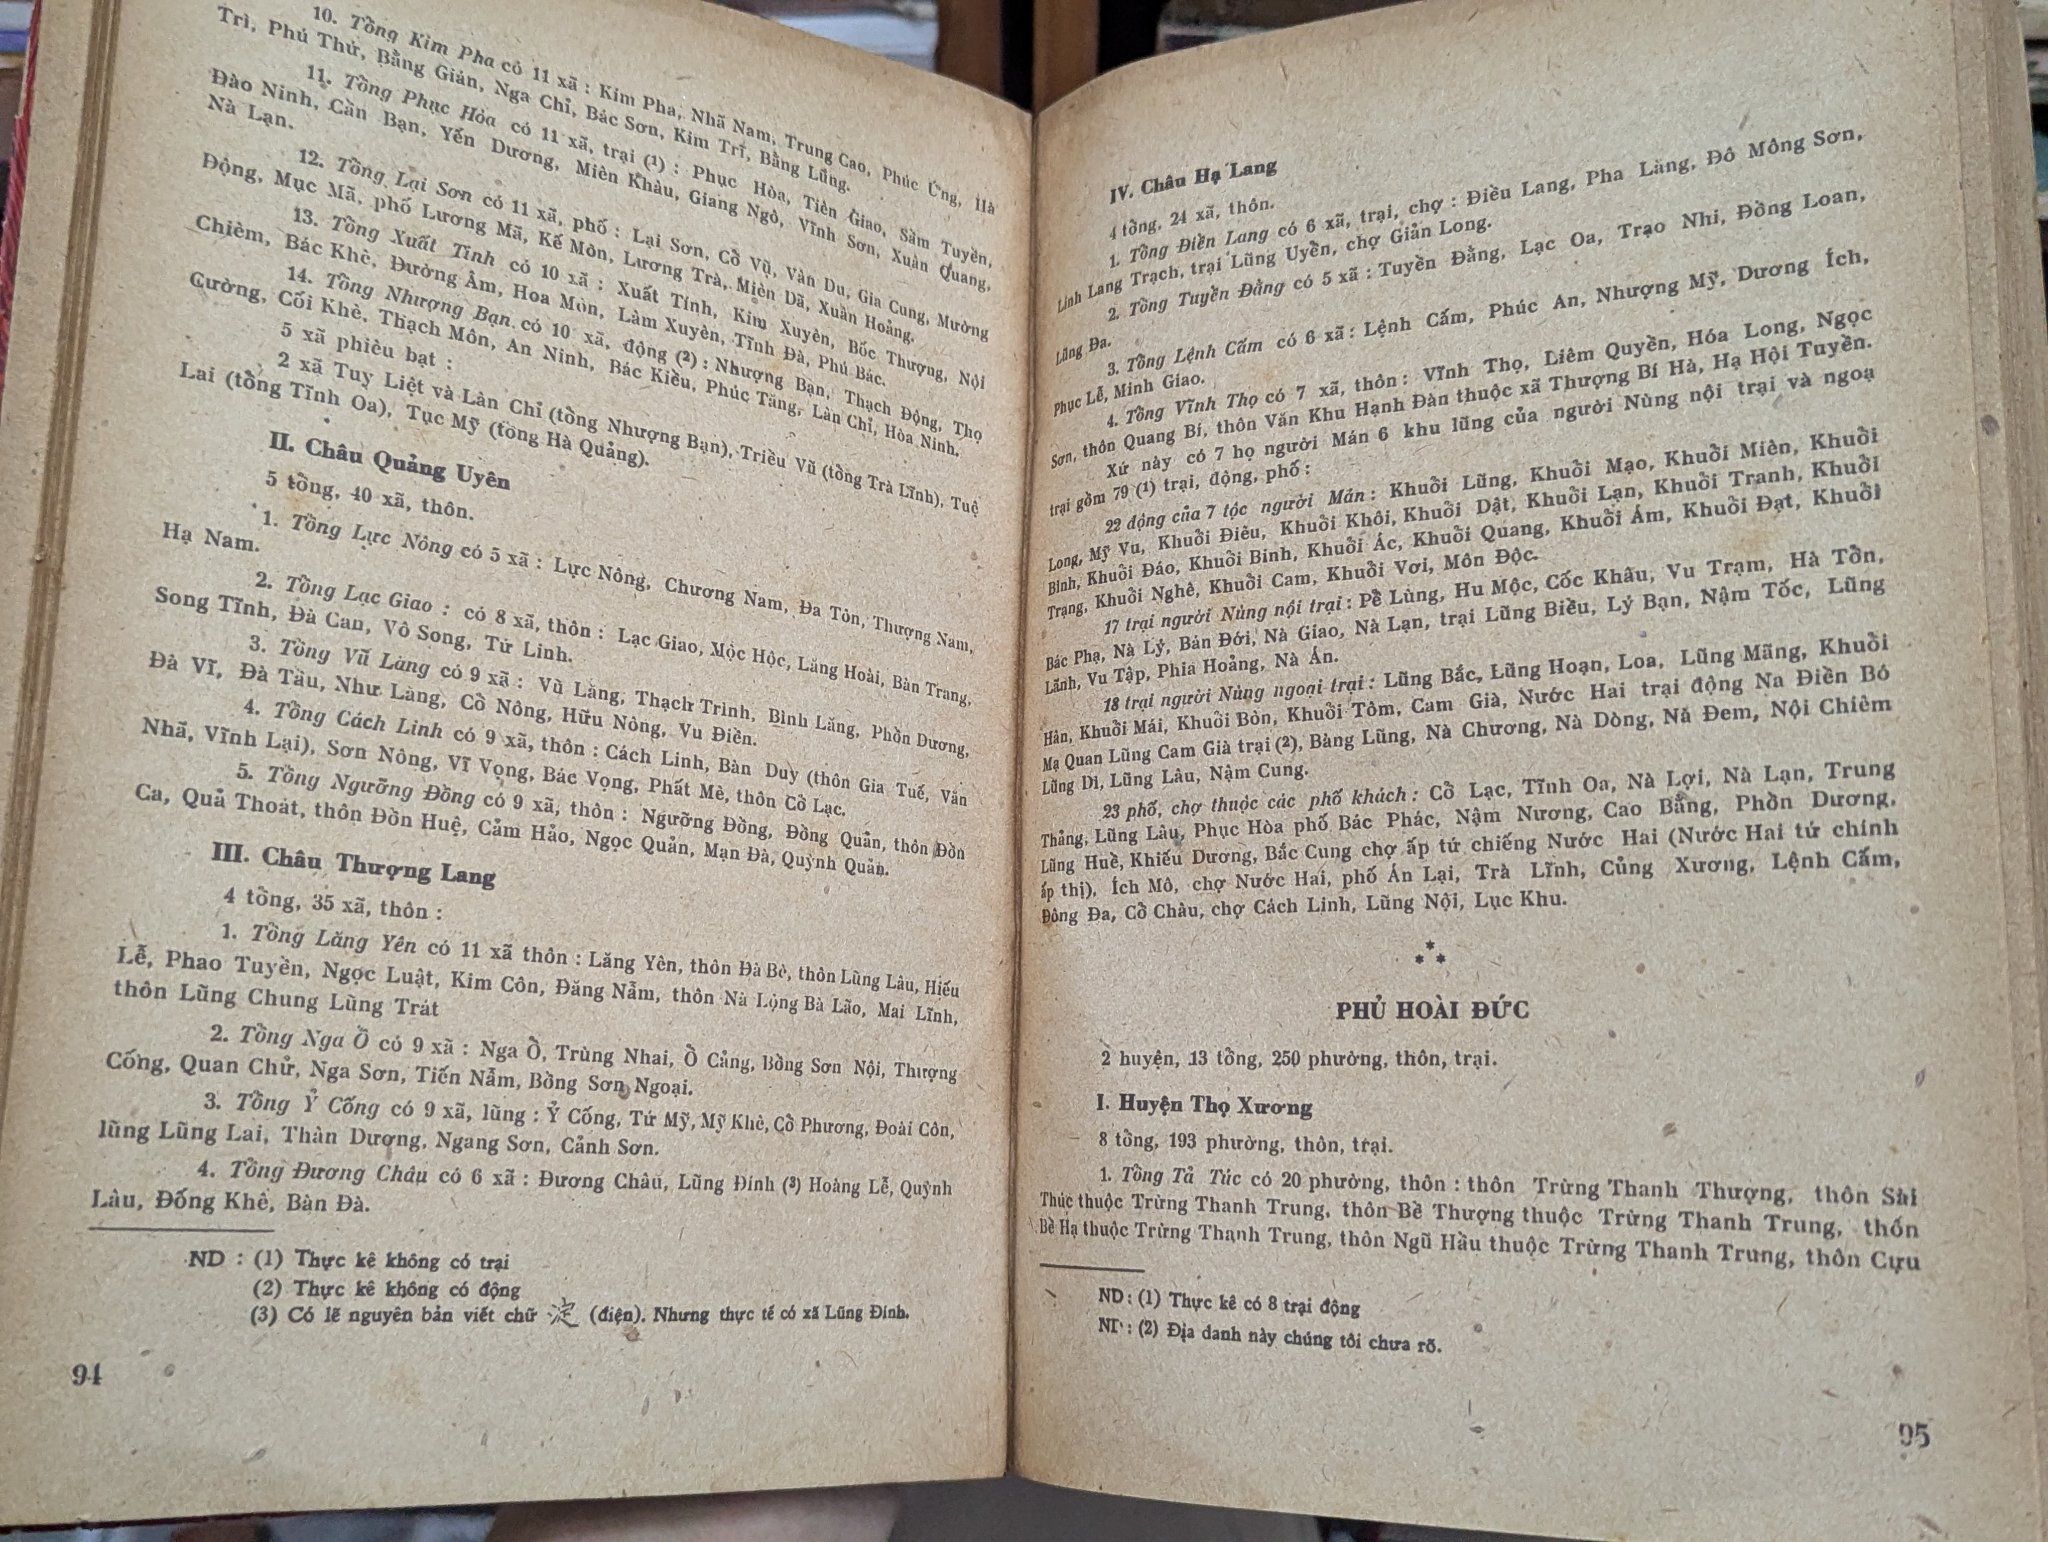 10. Tổng Kim Pha có 11 xã : Kim Pha, Nhã Nam, Trung Cao, Phúc Ứng, Hà
Trì, Phú Thứ, Bằng Giản, Nga Chỉ, Bác Sơn, Kim Trĩ, Bằng Lũng.
11. Tổng Phục Hòa có 11 xã, trại (1) : Phục Hòa, Tiên Giao, Sầm Tuyền,
Đào Ninh, Cần Bạn, Yến Dương, Miên Khàu, Giang Ngò, Vĩnh Sơn, Xuàn Quang,
Nà Lạn.
12. Tổng Lại Sơn có 11 xã, phố : Lại Sơn, Cổ Vũ, Vàn Du, Gia Cung, Mường
Động, Mục Mã, phố Lương Mã, Kế Môn, Lương Trà, Miên Dã, Xuân Hoảng.
13. Tổng Xuất Tính có 10 xã : Xuất Tính, Kim Xuyên, Bốc Thượng, Nội
Chiêm, Bác Khê, Đường Âm, Hoa Môn, Làm Xuyên, Tĩnh Đà, Phú Bác.
14. Tổng Nhượng Bạn có 10 xã, động (2) : Nhượng Bạn, Thạch Động, Thọ
Cường, Cối Khê, Thạch Môn, An Ninh, Bác Kiều, Phúc Tăng, Làn Chỉ, Hòa Ninh.
5 xã phiêu bạt :
2 xã Tuy Liệt và Làn Chỉ (tổng Nhượng Bạn), Triều Vũ (tổng Trà Lĩnh), Tuệ
Lai (tổng Tĩnh Oa), Tục Mỹ (tổng Hà Quảng).
II. Châu Quảng Uyên
5 tổng, 40 xã, thôn.
1. Tổng Lực Nông có 5 xã : Lực Nông, Chương Nam, Đa Tôn, Thượng Nam,
Hạ Nam.
2. Tổng Lạc Giao : có 8 xã, thôn : Lạc Giao, Mộc Hộc, Lăng Hoài, Bàn Trang,
Song Tĩnh, Đà Can, Vô Song, Tứ Linh.
3. Tổng Vũ Làng có 9 xã : Vũ Làng, Thạch Trình, Bình Lăng, Phồn Dương,
Đà Vĩ, Đà Tầu, Như Làng, Cổ Nông, Hữu Nông, Vu Điền.
4. Tổng Cách Linh có 9 xã, thôn : Cách Linh, Bàn Duy (thôn Gia Tuế, Văn
Nhã, Vĩnh Lại), Sơn Nông, Vĩ Vọng, Bác Vọng, Phất Mè, thôn Cổ Lạc.
5. Tổng Ngưỡng Đồng có 9 xã, thôn : Ngưỡng Đồng, Đồng Quản, thôn Đồn
Ca, Quả Thoát, thôn Đồn Huệ, Cảm Hảo, Ngọc Quản, Mạn Đà, Quỳnh Quản.
III. Châu Thượng Lang
4 tổng, 35 xã, thôn :
1. Tổng Lăng Yên có 11 xã thôn : Lăng Yên, thôn Đà Bè, thôn Lũng Lâu, Hiếu
Lễ, Phao Tuyền, Ngọc Luật, Kim Côn, Đăng Nẫm, thôn Nà Lọng Bà Lão, Mai Lĩnh,
thôn Lũng Chung Lũng Trát
2. Tổng Nga Ồ có 9 xã : Nga Ồ, Trùng Nhai, Ồ Cảng, Bồng Sơn Nội, Thượng
Cống, Quan Chử, Nga Sơn, Tiến Nẫm, Bồng Sơn Ngoại.
3. Tổng Ỷ Cống có 9 xã, lũng : Ỷ Cống, Tứ Mỹ, Mỹ Khè, Cổ Phương, Đoài Côn,
lũng Lũng Lai, Thàn Dượng, Ngang Sơn, Cảnh Sơn.
4. Tổng Đương Châu có 6 xã : Đương Châu, Lũng Đính (3) Hoàng Lễ, Quỳnh
Lâu, Đống Khê, Bàn Đà.
ND : (1) Thực kê không có trại
(2) Thực kê không có động
(3) Có lẽ nguyên bản viết chữ 淀 (điện). Nhưng thực tế có xã Lũng Đính.
94
IV. Châu Hạ Lang
4 tổng, 24 xã, thôn.
1. Tổng Điền Lang có 6 xã, trại, chợ : Điều Lang, Pha Lăng, Đô Mông Sơn,
Linh Lang Trạch, trại Lũng Uyển, chợ Giản Long.
2. Tổng Tuyền Đằng có 5 xã : Tuyền Đằng, Lạc Oa, Trạo Nhi, Đồng Loan,
Lũng Đa.
3. Tổng Lệnh Cấm có 6 xã : Lệnh Cấm, Phúc An, Nhượng Mỹ, Dương Ích,
Phục Lễ, Minh Giao.
4. Tổng Vĩnh Thọ có 7 xã, thôn : Vĩnh Thọ, Liêm Quyền, Hóa Long, Ngọc
Sơn, thôn Quang Bí, thôn Văn Khu Hạnh Đàn thuộc xã Thượng Bí Hà, Hạ Hội Tuyền.
Xứ này có 7 họ người Mán 6 khu lũng của người Nùng nội trại và ngoạ
trại gồm 79 (1) trại, động, phố :
22 động của 7 tộc người Mán : Khuổi Lũng, Khuổi Mạo, Khuổi Miên, Khuổi
Long, Mỹ Vu, Khuổi Điêu, Khuổi Khôi, Khuổi Dật, Khuổi Lạn, Khuổi Tranh, Khuổi
Bình, Khuổi Đáo, Khuổi Binh, Khuổi Ác, Khuổi Quang, Khuổi Ám, Khuổi Đạt, Khuổi
Trạng, Khuổi Nghê, Khuổi Cam, Khuổi Vơi, Môn Độc.
17 trại người Nùng nội trại : Pề Lùng, Hu Mộc, Cốc Khẩu, Vu Trạm, Hà Tồn,
Bác Phạ, Nà Lý, Bản Đới, Nà Giao, Nà Lạn, trại Lũng Biều, Lý Bạn, Nậm Tốc, Lũng
Lãnh, Vu Tập, Phia Hoảng, Nà Án.
18 trại người Nùng ngoại trại : Lũng Bắc, Lũng Hoạn, Loa, Lũng Mãng, Khuổi
Hân, Khuổi Mái, Khuổi Bòn, Khuổi Tôm, Cam Già, Nước Hai trại động Na Điền Bó
Mạ Quan Lũng Cam Già trại (2), Bàng Lũng, Nà Chương, Nà Dòng, Nà Đem, Nội Chiêm
Lũng Dì, Lũng Lâu, Nậm Cung.
23 phố, chợ thuộc các phố khách : Cổ Lạc, Tĩnh Oa, Nà Lợi, Nà Lạn, Trung
Thảng, Lũng Làu, Phục Hòa phố Bác Phác, Nậm Nương, Cao Bằng, Phồn Dương,
Lũng Huề, Khiếu Dương, Bắc Cung chợ ấp tứ chiếng Nước Hai (Nước Hai tứ chính
ấp thị), Ích Mô, chợ Nước Hai, phố Án Lại, Trà Lĩnh, Củng Xương, Lệnh Cấm,
Đông Đa, Cổ Châu, chợ Cách Linh, Lũng Nội, Lục Khu.
PHỦ HOÀI ĐỨC
2 huyện, 13 tổng, 250 phường, thôn, trại.
I. Huyện Thọ Xương
8 tổng, 193 phường, thôn, trại.
1. Tổng Tả Túc có 20 phường, thôn : thôn Trừng Thanh Thượng, thôn Sài
Thúc thuộc Trừng Thanh Trung, thôn Bè Thượng thuộc Trừng Thanh Trung, thốn
Bè Hạ thuộc Trừng Thanh Trung, thôn Ngũ Hầu thuộc Trừng Thanh Trung, thôn Cựu
ND : (1) Thực kê có 8 trại động
ND : (2) Địa danh này chúng tôi chưa rõ.
95